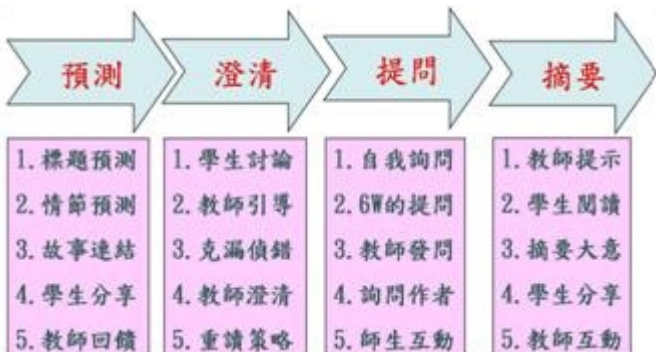 預測
澄清
提問
摘要
1.標題預測
2.情節預測
3.故事連結
4.學生分享
5.教師回饋
1.學生討論
2.教師引導
3.克漏偵錯
4.教師澄清
5.重讀策略
1.自我詢問
2.6W的提問
3.教師發問
4.詢問作者
5.師生互動
1.教師提示
2.學生閱讀
3.摘要大意
4.學生分享
5.教師互動